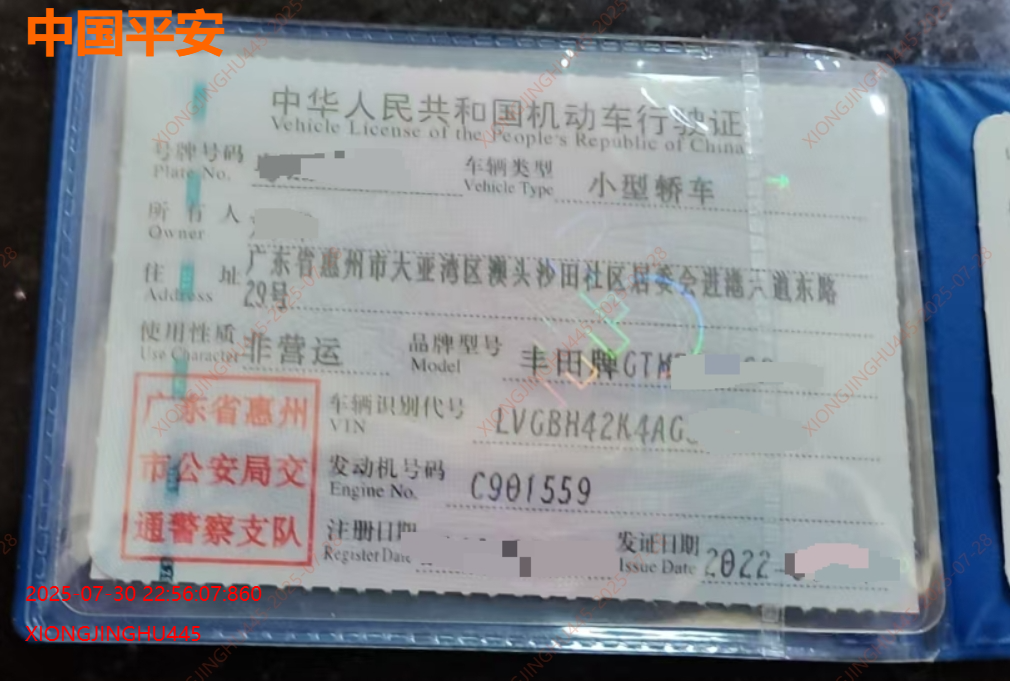 中国平安
中华人民共和国机动车行驶证
Vehicle License of the People's Republic of China
号牌号码
Plate No.
车辆类型 小型轿车
Vehicle Type
所有人
Owner
住址 广东省惠州市大亚湾区澳头沙田社区居委会进港大道东路
Address 29号
使用性质 非营运
Use Character
品牌型号 丰田牌GTM
Model
广东省惠州
市公安局交
通警察支队
车辆识别代号 LVGBH42K4AG
VIN
发动机号码 C901559
Engine No.
注册日期
Register Date
发证日期 2022-
Issue Date
2025-07-30 22:56:07:860
XIONGJINGHU445